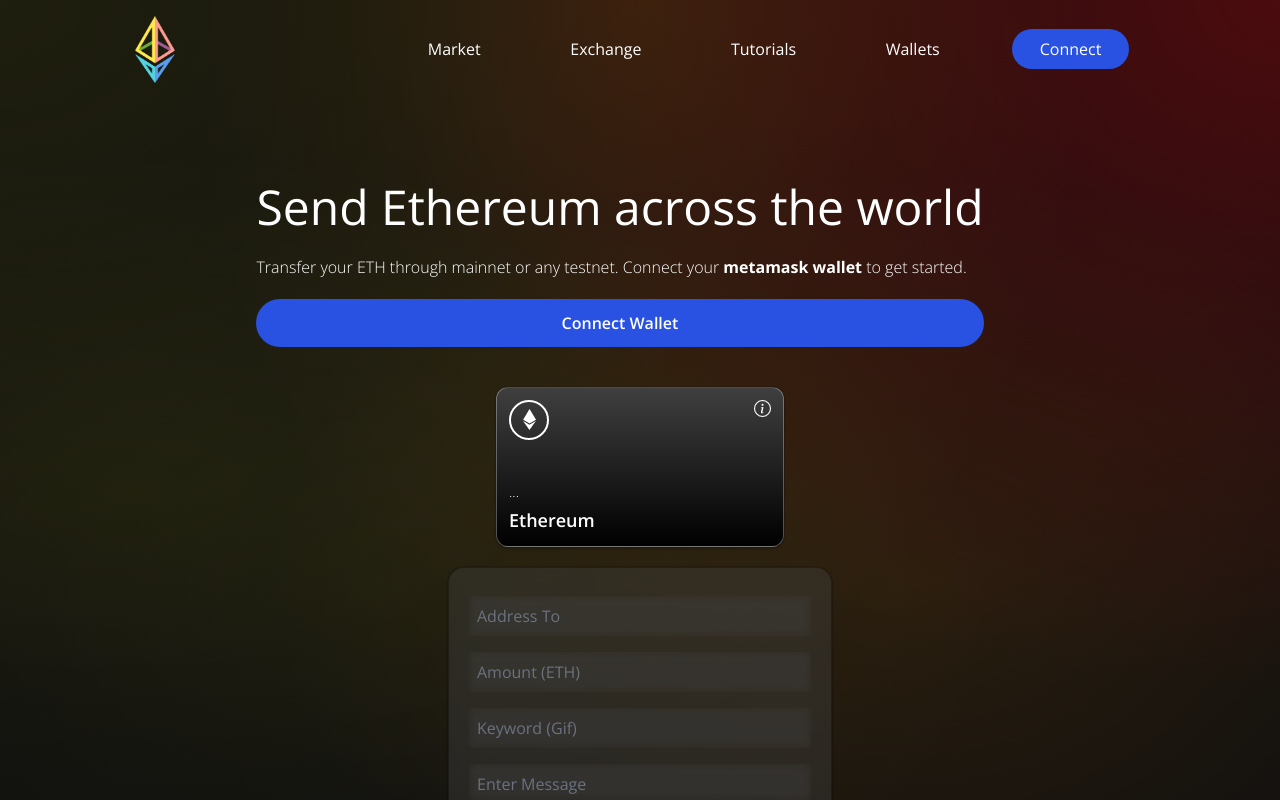 Market
Exchange
Tutorials
Wallets
Connect
Send Ethereum across the world
Transfer your ETH through mainnet or any testnet. Connect your metamask wallet to get started.
Connect Wallet
i
...
Ethereum
Address To
Amount (ETH)
Keyword (Gif)
Enter Message